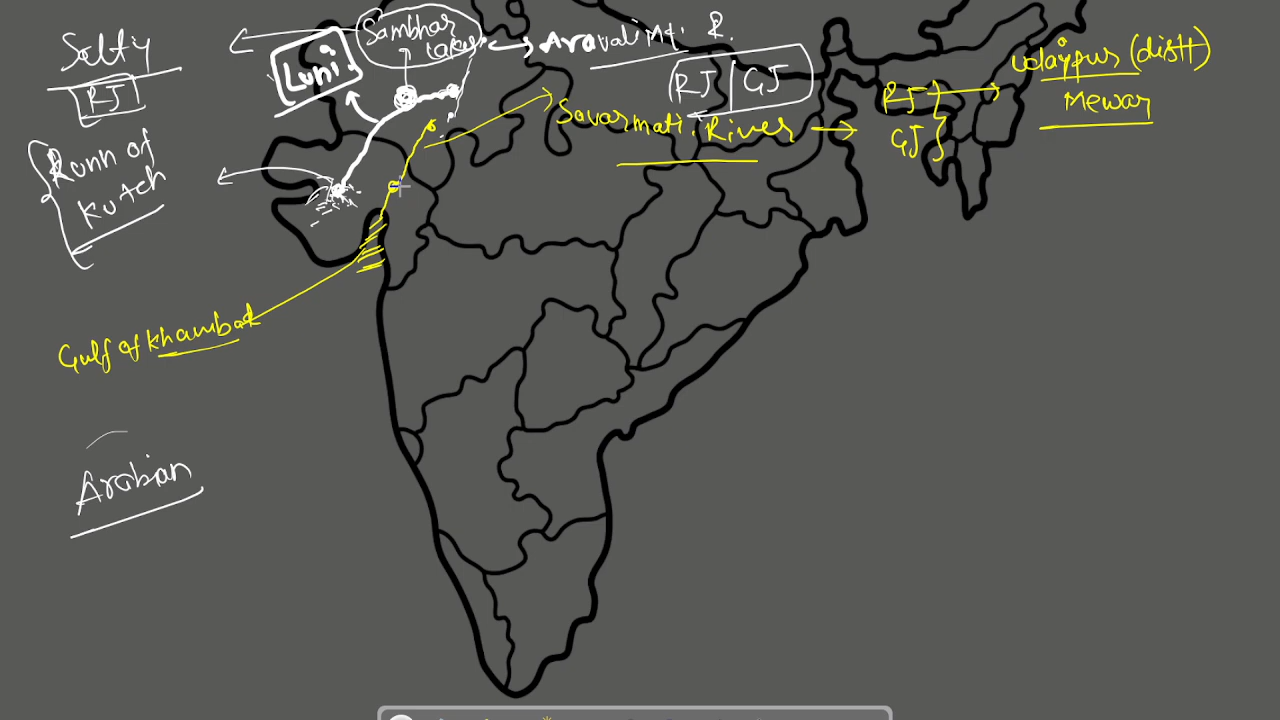 Salty
RJ
Sambhar
Lake
Luni
Aravali Mt. R.
RJ | GJ
Savarmati River
RJ
GJ
Udaipur (distt)
Mewar
Rann of
Kutch
Gulf of Khambat
Arabian